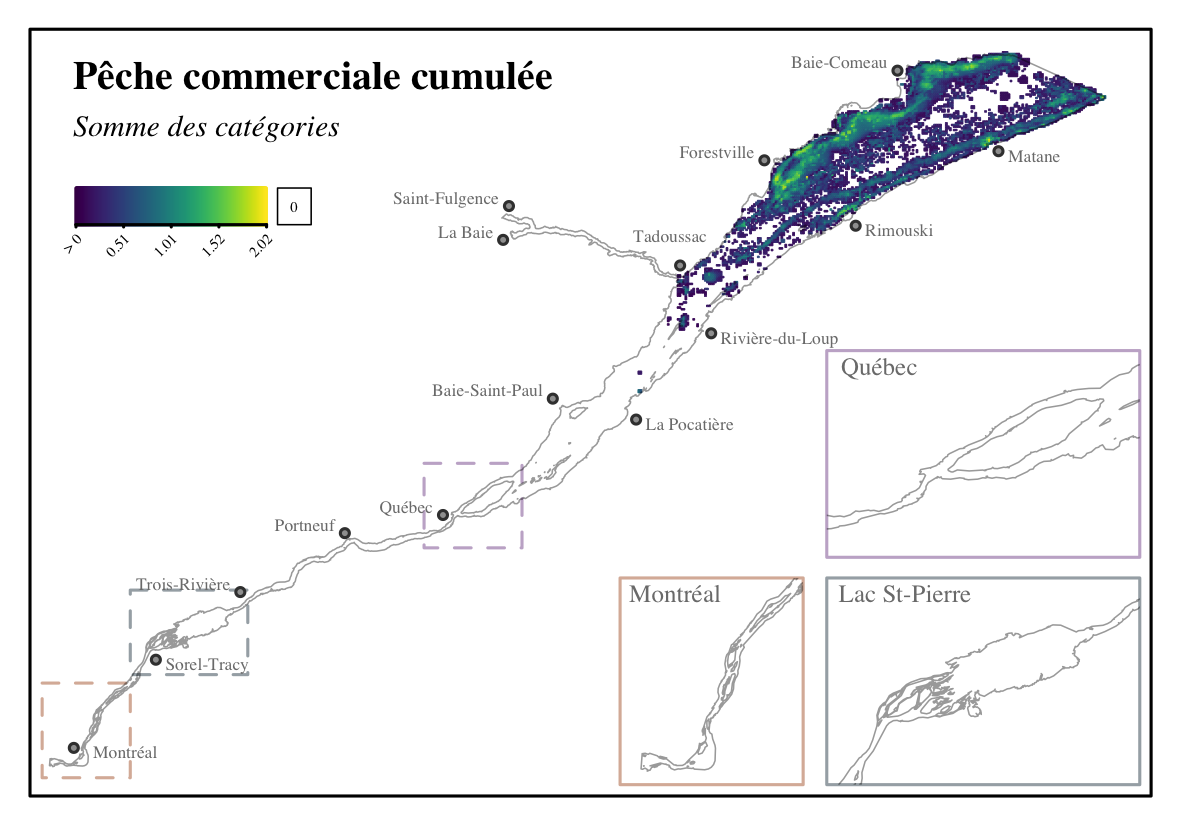 Pêche commerciale cumulée
Somme des catégories
> 0
0.51
1.01
1.52
2.02
0
Baie-Comeau
Forestville
Matane
Saint-Fulgence
La Baie
Tadoussac
Rimouski
Rivière-du-Loup
Baie-Saint-Paul
La Pocatière
Québec
Portneuf
Trois-Rivière
Sorel-Tracy
Montréal
Québec
Montréal
Lac St-Pierre